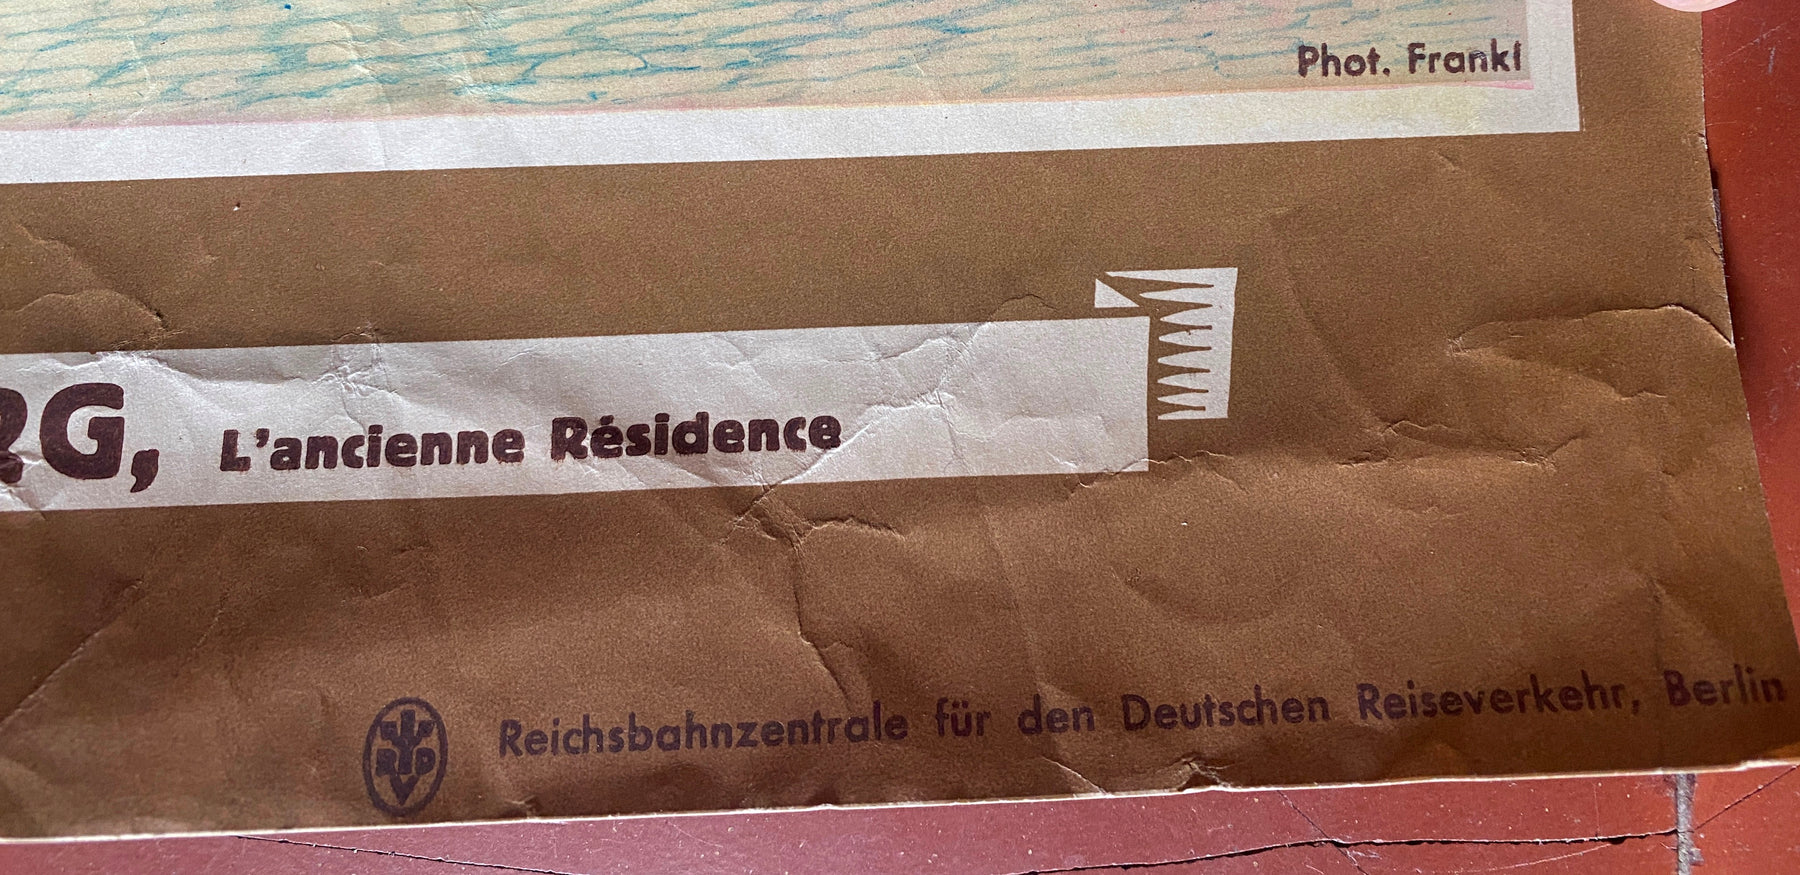 Phot. Frankl
RG, L'ancienne Résidence
Reichsbahnzentrale für den Deutschen Reiseverkehr, Berlin